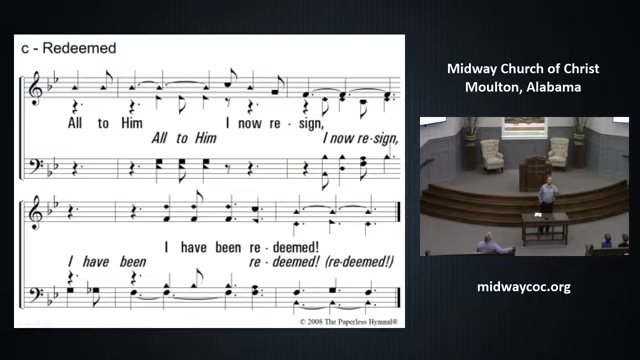 c - Redeemed
All to Him I now re - sign,
All to Him I now re-sign,
I have been re - deemed!
I have been re - deemed! (re-deemed!)
© 2008 The Paperless Hymnal®
Midway Church of Christ
Moulton, Alabama
midwaycoc.org